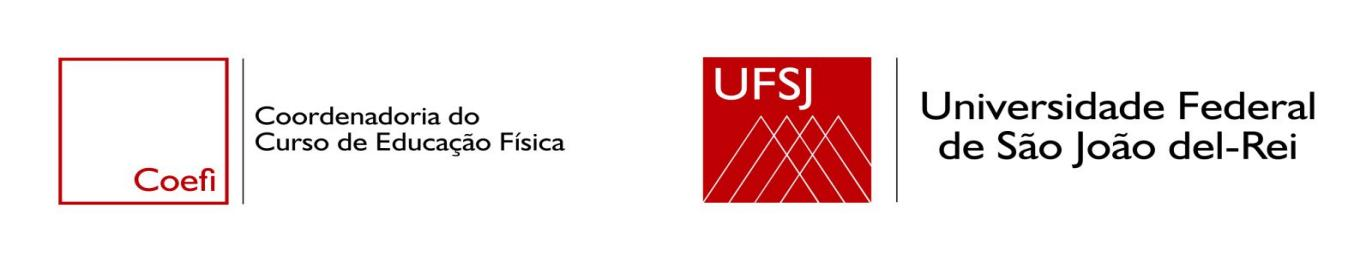 Coefi
Coordenadoria do
Curso de Educação Física
UFSJ
Universidade Federal
de São João del-Rei